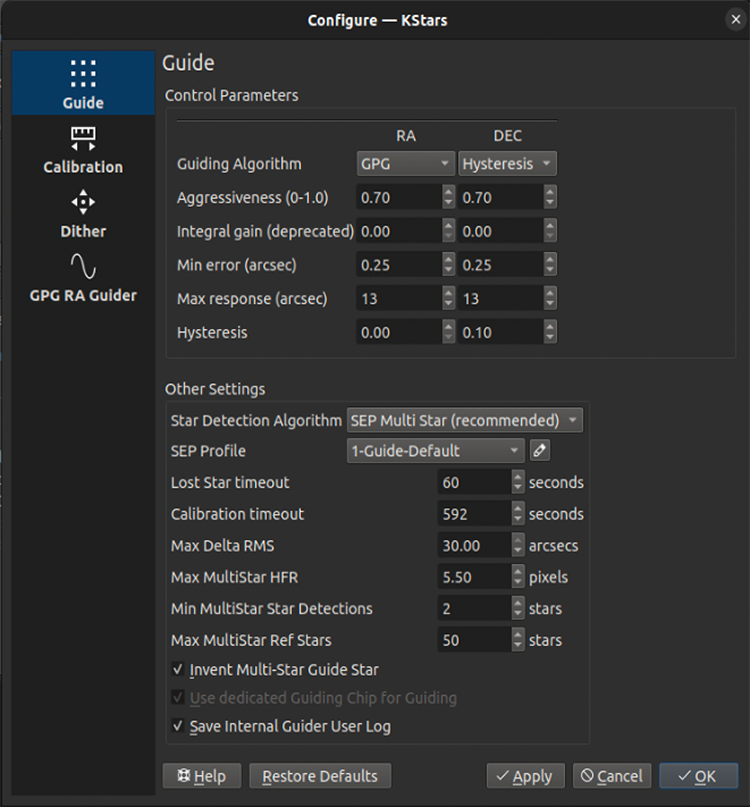 Configure — KStars
Guide
Calibration
Dither
GPG RA Guider
Guide
Control Parameters
RA DEC
Guiding Algorithm GPG Hysteresis
Aggressiveness (0-1.0) 0.70 0.70
Integral gain (deprecated) 0.00 0.00
Min error (arcsec) 0.25 0.25
Max response (arcsec) 13 13
Hysteresis 0.00 0.10
Other Settings
Star Detection Algorithm SEP Multi Star (recommended)
SEP Profile 1-Guide-Default
Lost Star timeout 60 seconds
Calibration timeout 592 seconds
Max Delta RMS 30.00 arcsecs
Max MultiStar HFR 5.50 pixels
Min MultiStar Star Detections 2 stars
Max MultiStar Ref Stars 50 stars
Invent Multi-Star Guide Star
Use dedicated Guiding Chip for Guiding
Save Internal Guider User Log
Help Restore Defaults Apply Cancel OK